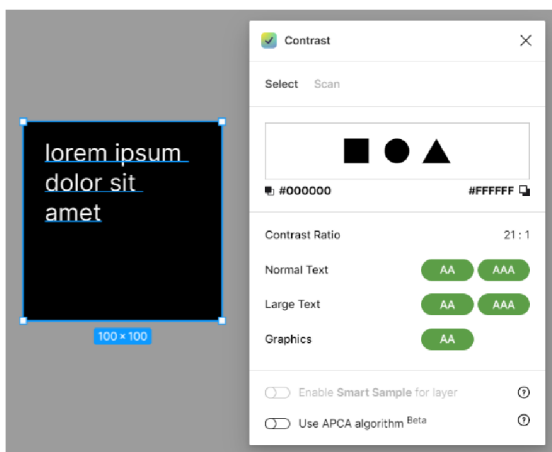 lorem ipsum
dolor sit
amet
100 × 100
Contrast
Select Scan
#000000 #FFFFFF
Contrast Ratio 21 : 1
Normal Text AA AAA
Large Text AA AAA
Graphics AA
Enable Smart Sample for layer ?
Use APCA algorithm Beta ?